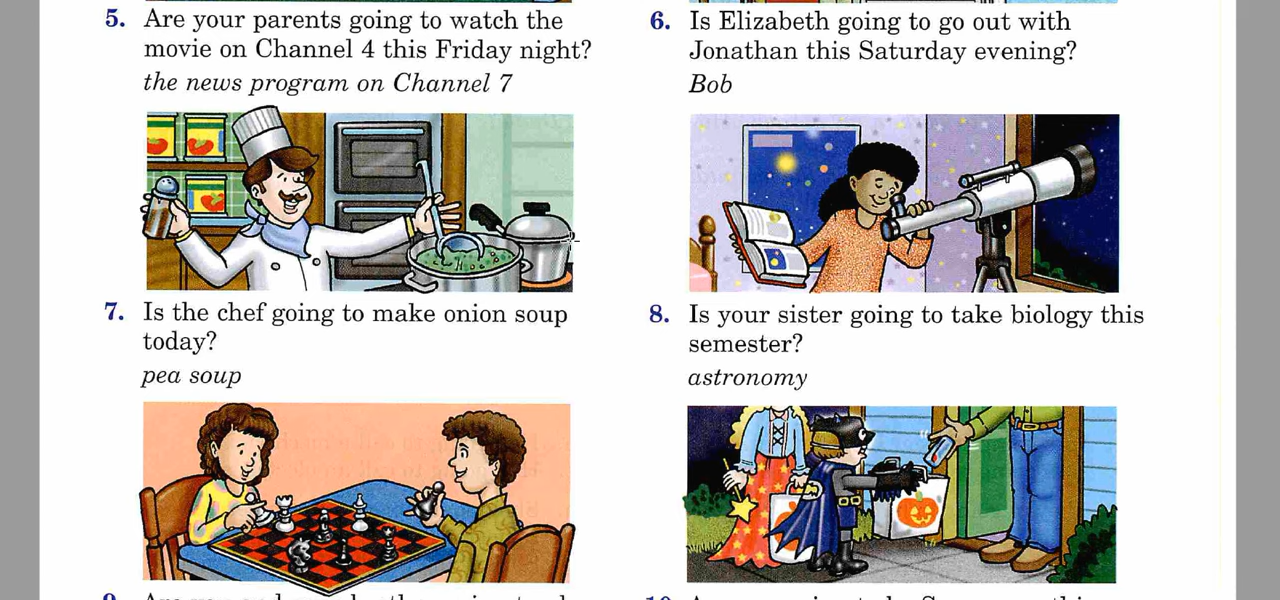 5. Are your parents going to watch the
movie on Channel 4 this Friday night?
the news program on Channel 7
6. Is Elizabeth going to go out with
Jonathan this Saturday evening?
Bob
7. Is the chef going to make onion soup
today?
pea soup
8. Is your sister going to take biology this
semester?
astronomy